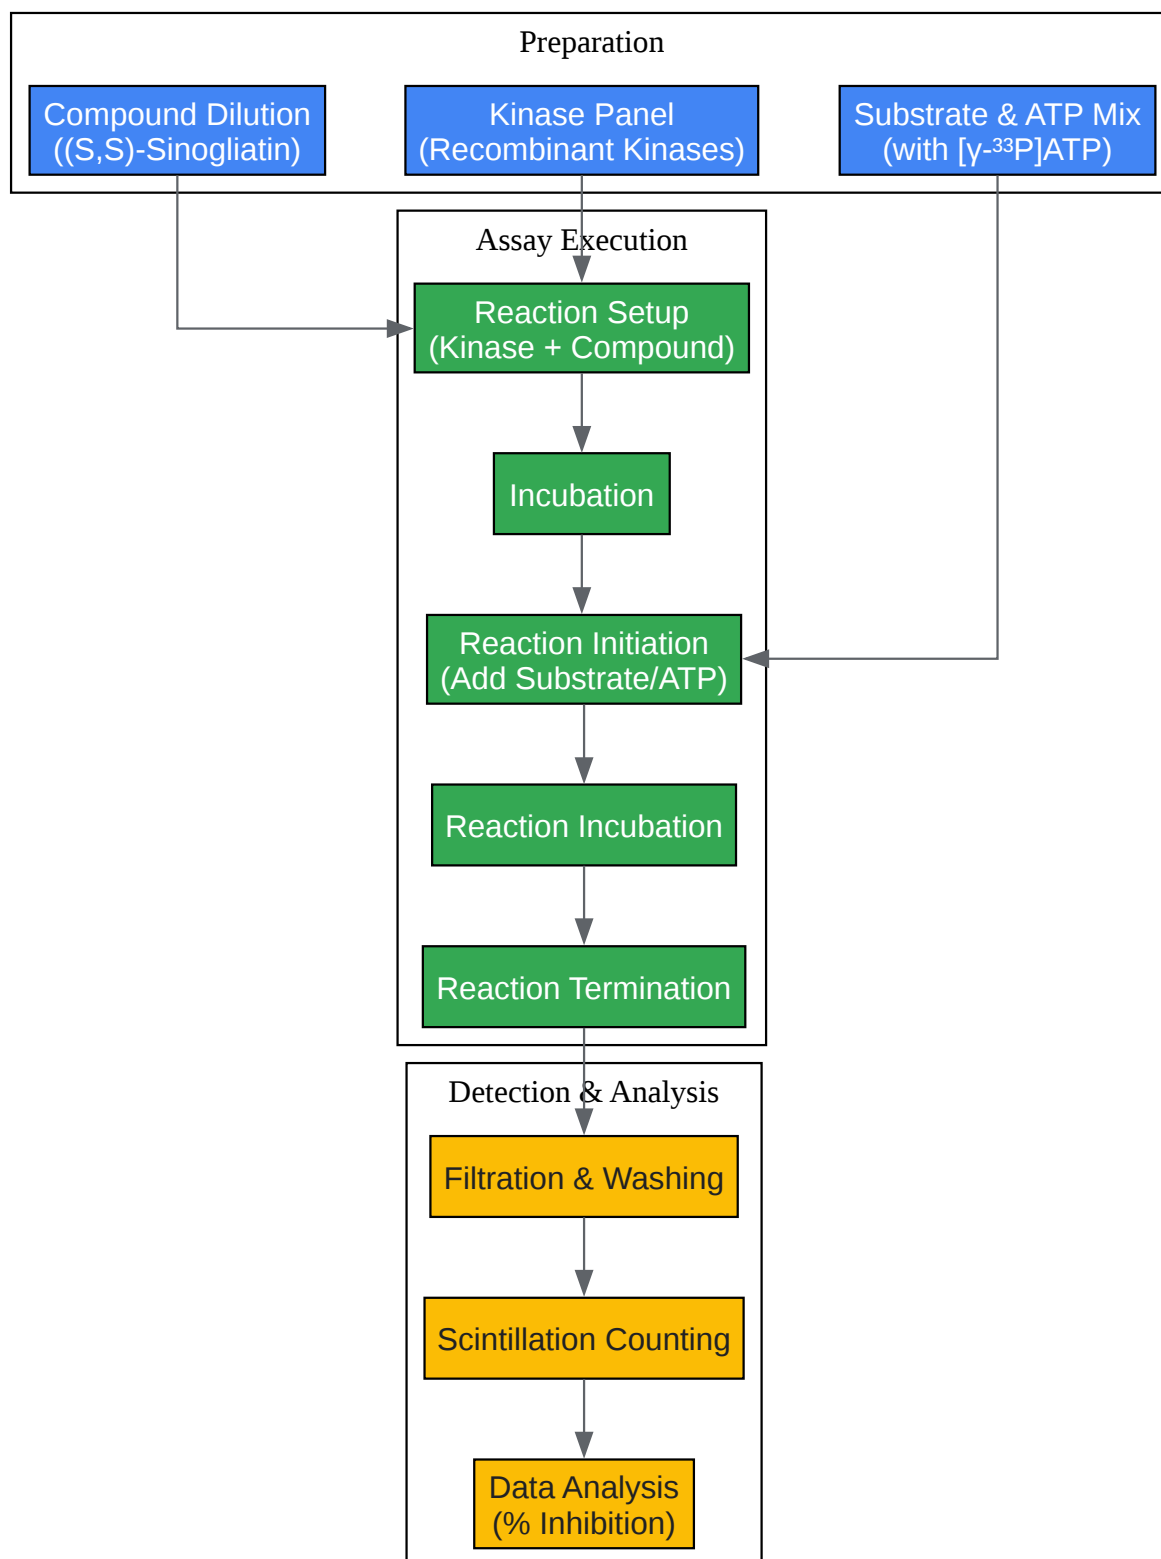 Preparation
Compound Dilution
((S,S)-Sinogliatin)
Kinase Panel
(Recombinant Kinases)
Substrate & ATP Mix
(with [γ-³³P]ATP)
Assay Execution
Reaction Setup
(Kinase + Compound)
Incubation
Reaction Initiation
(Add Substrate/ATP)
Reaction Incubation
Reaction Termination
Detection & Analysis
Filtration & Washing
Scintillation Counting
Data Analysis
(% Inhibition)